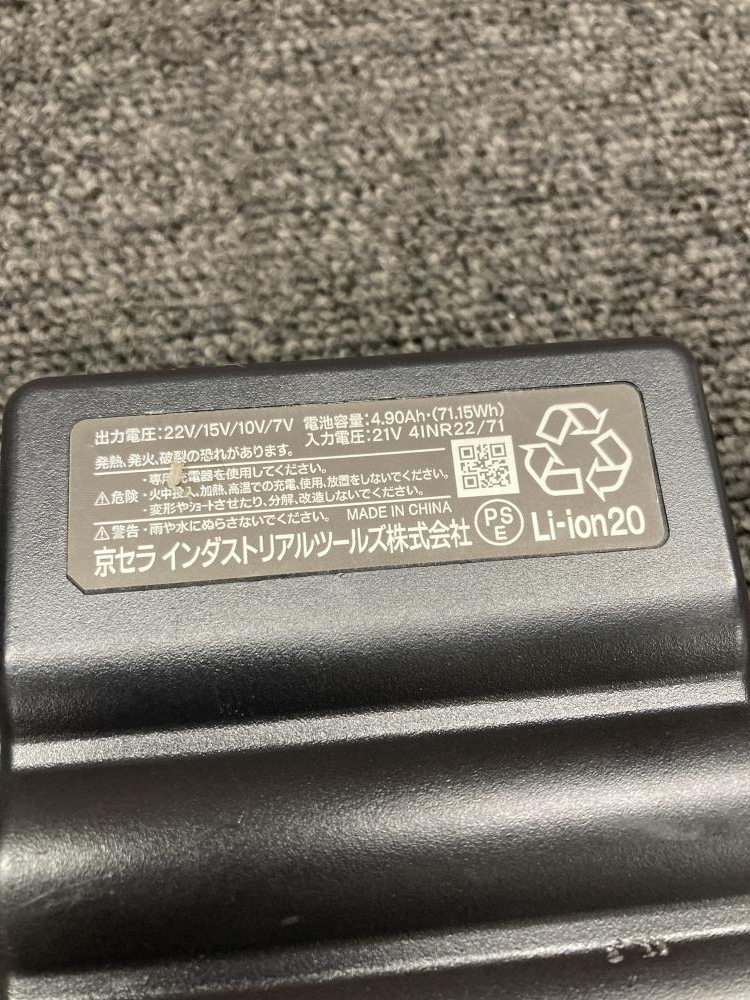 出力電圧:22V/15V/10V/7V 電池容量:4.90Ah・(71.15Wh)
入力電圧:21V 4INR22/71
発熱、発火、破裂の恐れがあります。
⚠危険
・専用充電器を使用してください。
・火中投入、加熱、高温での充電、使用、放置をしないでください。
・変形やショートさせたり、分解、改造しないでください。
⚠警告・雨や水にぬらさないでください。 MADE IN CHINA
京セラ インダストリアルツールズ株式会社 PSE Li-ion20